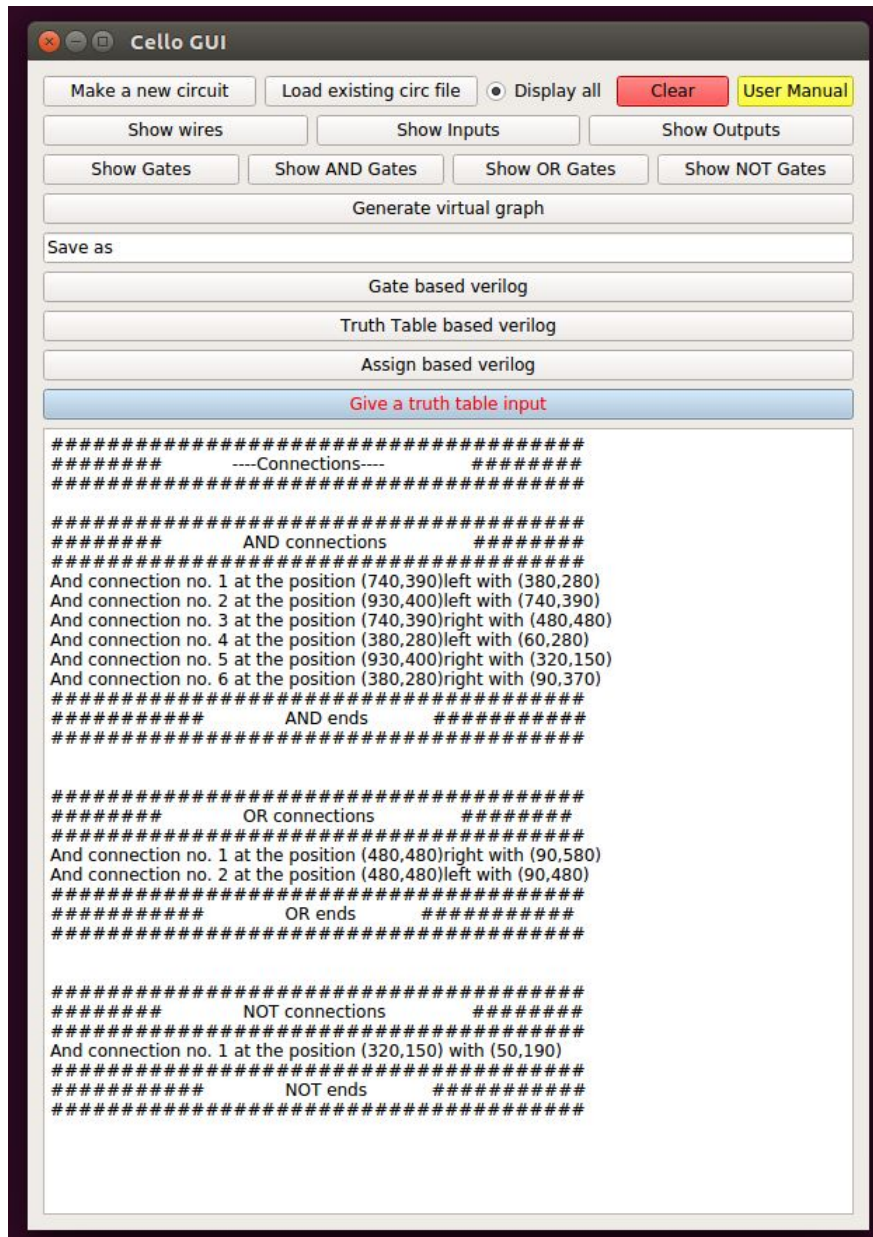 Cello GUI
Make a new circuit Load existing circ file Display all Clear User Manual
Show wires Show Inputs Show Outputs
Show Gates Show AND Gates Show OR Gates Show NOT Gates
Generate virtual graph
Save as
Gate based verilog
Truth Table based verilog
Assign based verilog
Give a truth table input
######################################
######## ----Connections---- ########
######################################
######################################
######## AND connections ########
######################################
And connection no. 1 at the position (740,390)left with (380,280)
And connection no. 2 at the position (930,400)left with (740,390)
And connection no. 3 at the position (740,390)right with (480,480)
And connection no. 4 at the position (380,280)left with (60,280)
And connection no. 5 at the position (930,400)right with (320,150)
And connection no. 6 at the position (380,280)right with (90,370)
######################################
########### AND ends ###########
######################################
######################################
######## OR connections ########
######################################
And connection no. 1 at the position (480,480)right with (90,580)
And connection no. 2 at the position (480,480)left with (90,480)
######################################
########### OR ends ###########
######################################
######################################
######## NOT connections ########
######################################
And connection no. 1 at the position (320,150) with (50,190)
######################################
########### NOT ends ###########
######################################